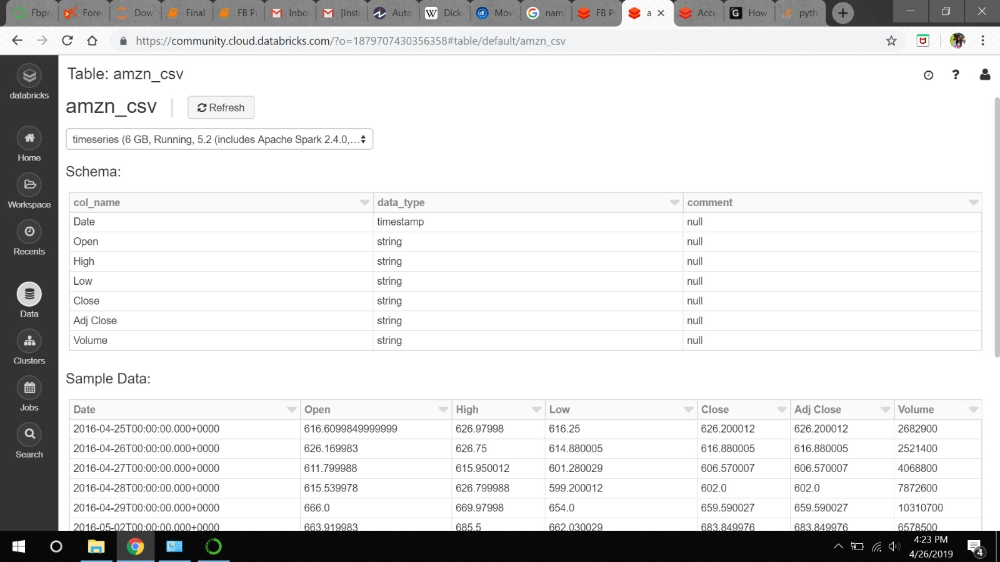 Fbpr Fore Dow Final FB P Inbo [Inst Auto Dick Mov nam FB P a Acce How pyth
https://community.cloud.databricks.com/?o=1879707430356358#table/default/amzn_csv
databricks
Home
Workspace
Recents
Data
Clusters
Jobs
Search
Table: amzn_csv
amzn_csv Refresh
timeseries (6 GB, Running, 5.2 (includes Apache Spark 2.4.0,...
Schema:
col_name data_type comment
Date timestamp null
Open string null
High string null
Low string null
Close string null
Adj Close string null
Volume string null
Sample Data:
Date Open High Low Close Adj Close Volume
2016-04-25T00:00:00.000+0000 616.6099849999999 626.97998 616.25 626.200012 626.200012 2682900
2016-04-26T00:00:00.000+0000 626.169983 626.75 614.880005 616.880005 616.880005 2521400
2016-04-27T00:00:00.000+0000 611.799988 615.950012 601.280029 606.570007 606.570007 4068800
2016-04-28T00:00:00.000+0000 615.539978 626.799988 599.200012 602.0 602.0 7872600
2016-04-29T00:00:00.000+0000 666.0 669.97998 654.0 659.590027 659.590027 10310700
2016-05-02T00:00:00.000+0000 663.919983 685.5 662.030029 683.849976 683.849976 6578500
4:23 PM
4/26/2019
4